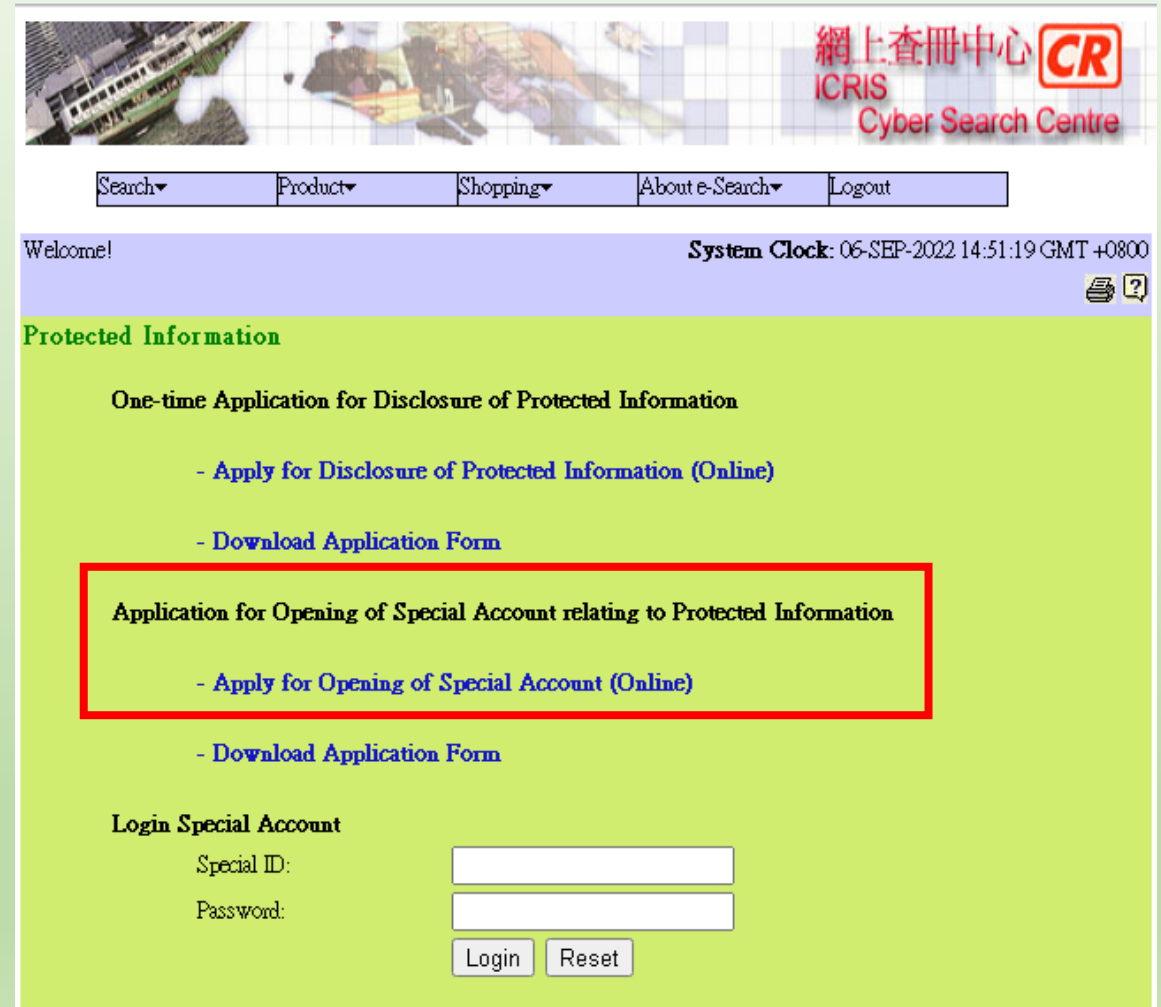 網上查冊中心 CR
ICRIS
Cyber Search Centre
Search Product Shopping About e-Search Logout
Welcome! System Clock: 06-SEP-2022 14:51:19 GMT +0800
Protected Information
One-time Application for Disclosure of Protected Information
- Apply for Disclosure of Protected Information (Online)
- Download Application Form
Application for Opening of Special Account relating to Protected Information
- Apply for Opening of Special Account (Online)
- Download Application Form
Login Special Account
Special ID:
Password:
Login Reset